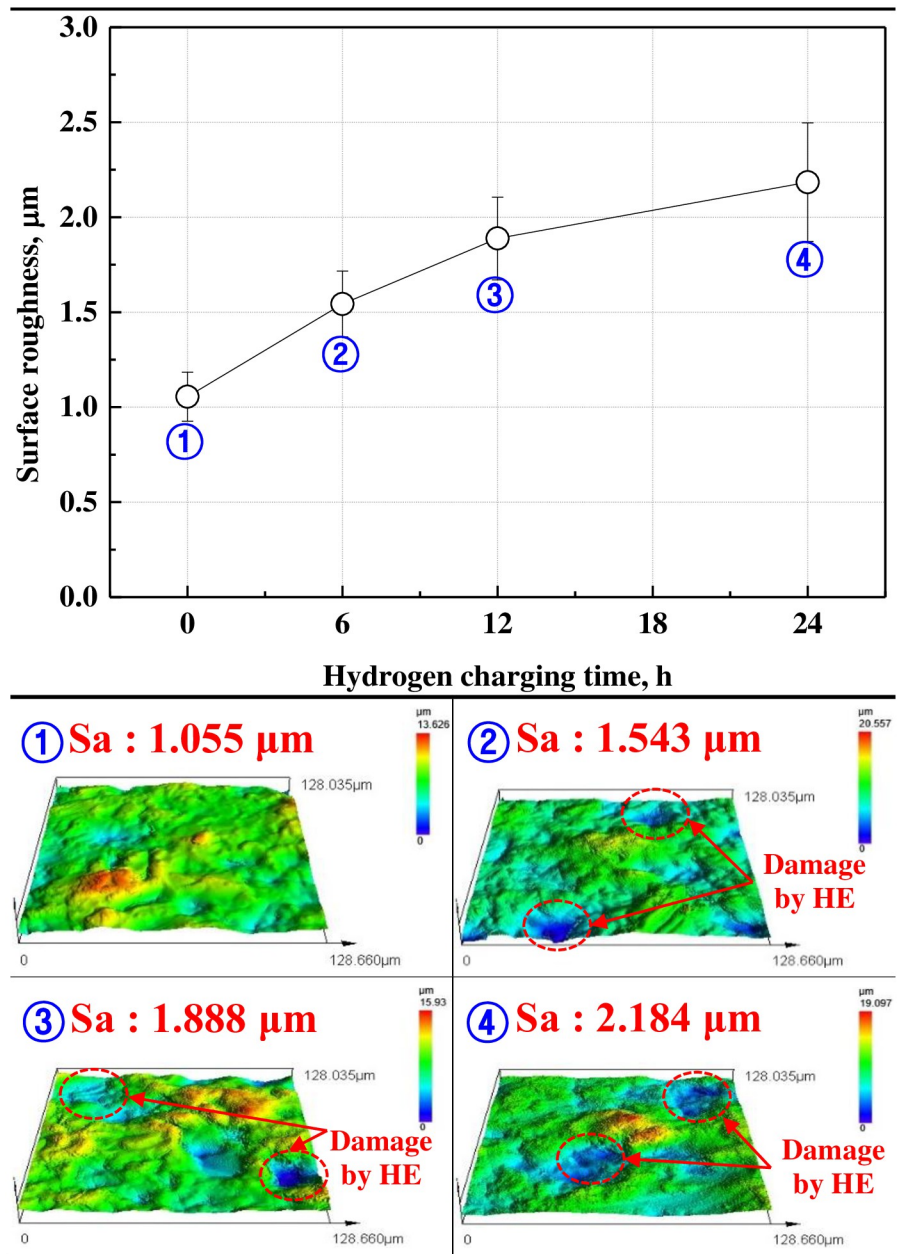 3.0
2.5
2.0
1.5
1.0
0.5
0.0
Surface roughness, μm
①
②
③
④
0 6 12 18 24
Hydrogen charging time, h
① Sa : 1.055 μm
μm
13.626
0
128.035μm
0
128.660μm
② Sa : 1.543 μm
μm
20.557
0
128.035μm
Damage
by HE
0
128.660μm
③ Sa : 1.888 μm
μm
15.93
0
128.035μm
Damage
by HE
0
128.660μm
④ Sa : 2.184 μm
μm
19.097
0
128.035μm
Damage
by HE
0
128.660μm